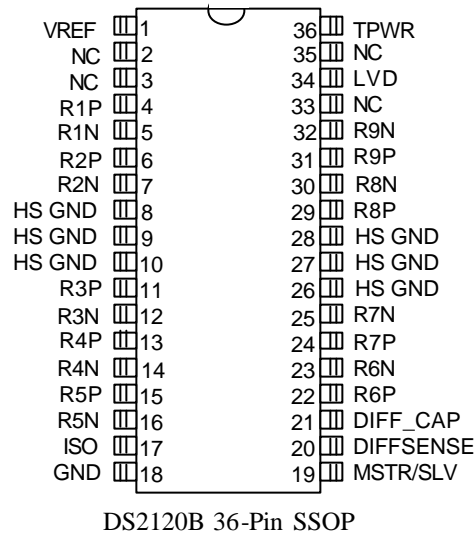 VREF 1 36 TPWR
NC 2 35 NC
NC 3 34 LVD
R1P 4 33 NC
R1N 5 32 R9N
R2P 6 31 R9P
R2N 7 30 R8N
HS GND 8 29 R8P
HS GND 9 28 HS GND
HS GND 10 27 HS GND
R3P 11 26 HS GND
R3N 12 25 R7N
R4P 13 24 R7P
R4N 14 23 R6N
R5P 15 22 R6P
R5N 16 21 DIFF_CAP
ISO 17 20 DIFFSENSE
GND 18 19 MSTR/SLV
DS2120B 36-Pin SSOP